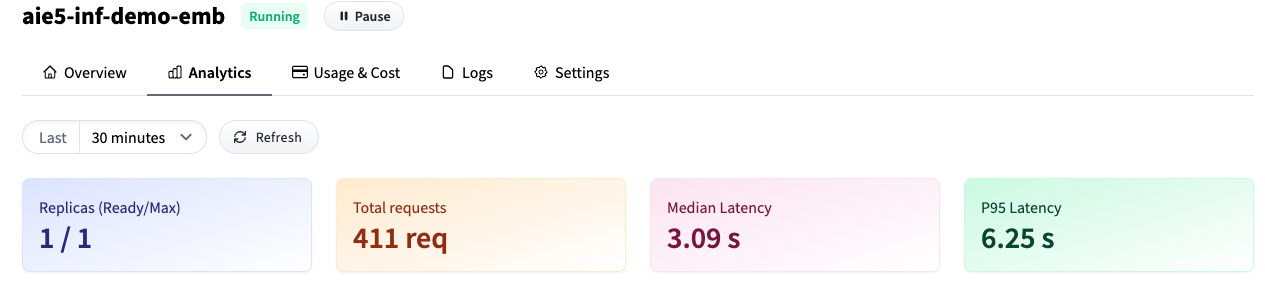 aie5-inf-demo-emb Running Pause
Overview Analytics Usage & Cost Logs Settings
Last 30 minutes Refresh
Replicas (Ready/Max) Total requests Median Latency P95 Latency
1 / 1 411 req 3.09 s 6.25 s